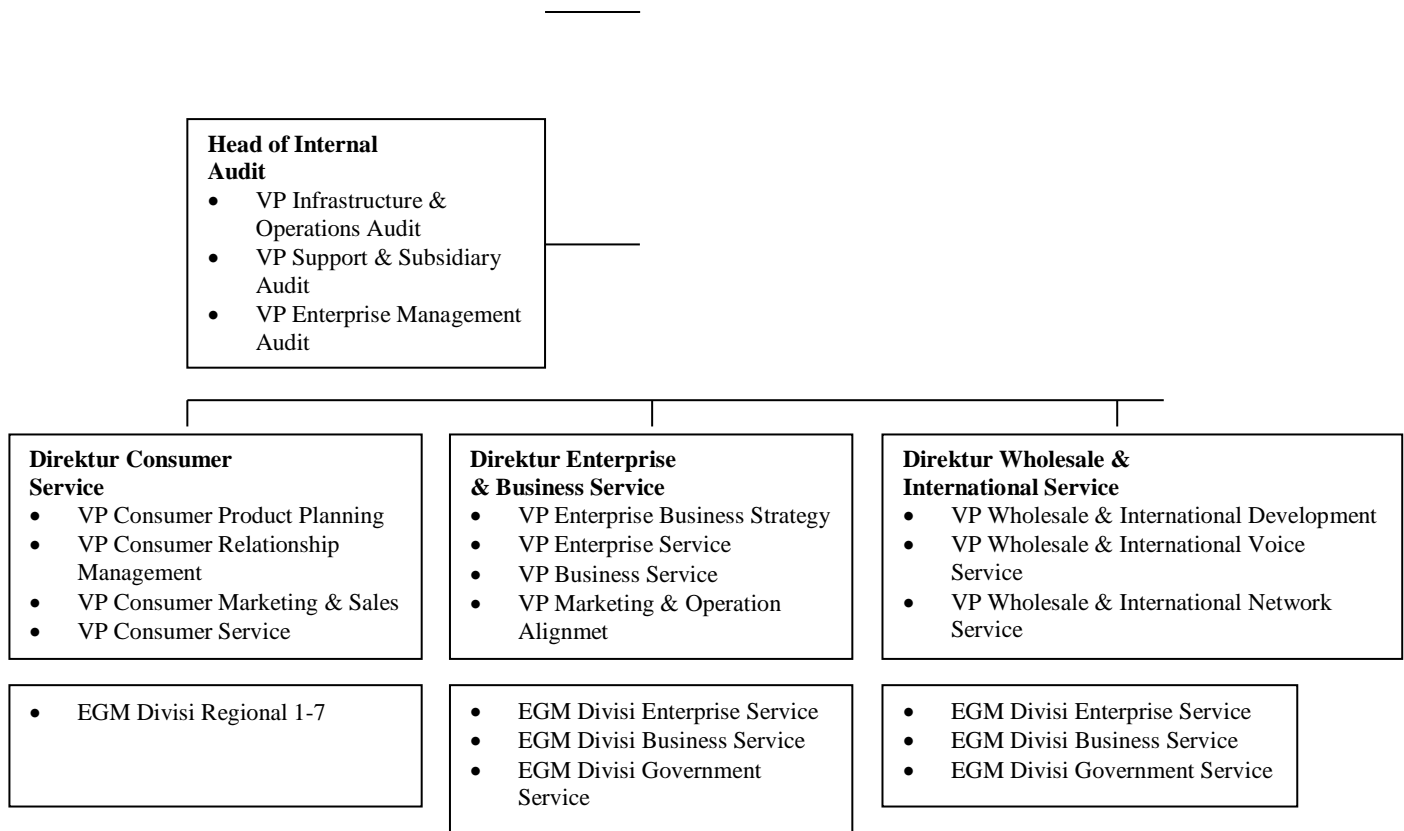 Head of Internal
Audit
• VP Infrastructure &
Operations Audit
• VP Support & Subsidiary
Audit
• VP Enterprise Management
Audit
Direktur Consumer
Service
• VP Consumer Product Planning
• VP Consumer Relationship
Management
• VP Consumer Marketing & Sales
• VP Consumer Service
Direktur Enterprise
& Business Service
• VP Enterprise Business Strategy
• VP Enterprise Service
• VP Business Service
• VP Marketing & Operation
Alignmet
Direktur Wholesale &
International Service
• VP Wholesale & International Development
• VP Wholesale & International Voice
Service
• VP Wholesale & International Network
Service
• EGM Divisi Regional 1-7
• EGM Divisi Enterprise Service
• EGM Divisi Business Service
• EGM Divisi Government
Service
• EGM Divisi Enterprise Service
• EGM Divisi Business Service
• EGM Divisi Government Service